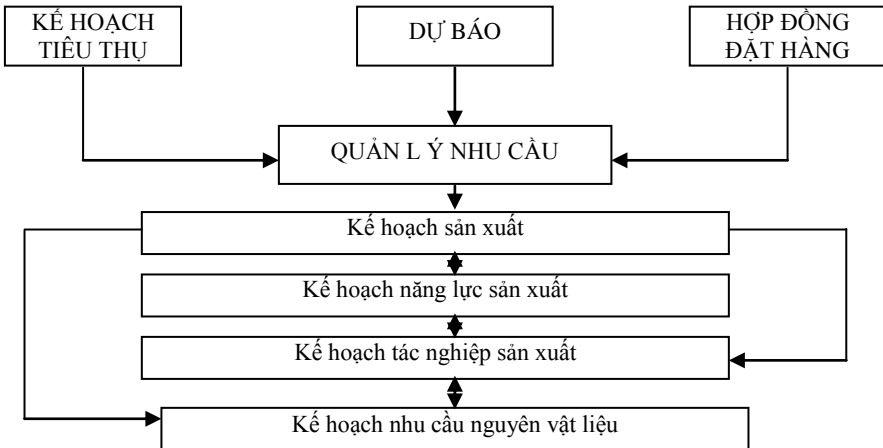 KẾ HOẠCH
TIÊU THỤ
DỰ BÁO
HỢP ĐỒNG
ĐẶT HÀNG
QUẢN L Ý NHU CẦU
Kế hoạch sản xuất
Kế hoạch năng lực sản xuất
Kế hoạch tác nghiệp sản xuất
Kế hoạch nhu cầu nguyên vật liệu